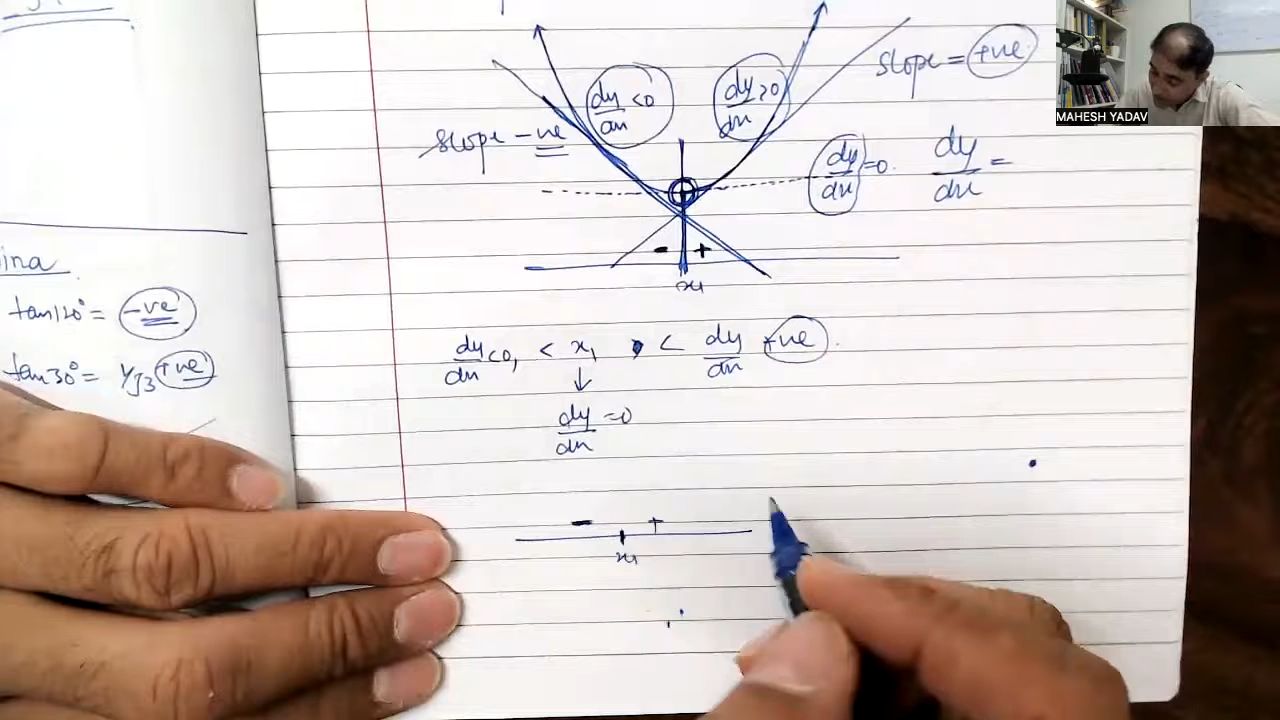 slope = +ve
dy/dx <0
dy/dx >0
slope -ve
dy/dx =0.
dy/dx =
- +
x₁
dy/dx <0, < x₁ < dy/dx +ve.
↓
dy/dx =0
- +
x₁
ina
tan120° = -ve
tan30° = 1/√3 +ve
MAHESH YADAV